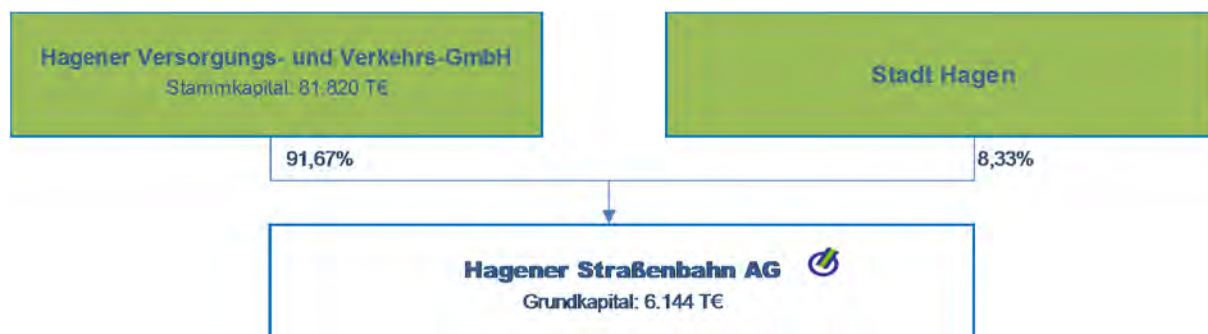 Hagener Versorgungs- und Verkehrs-GmbH
Stammkapital: 81.820 T€
Stadt Hagen
91,67%
8,33%
Hagener Straßenbahn AG
Grundkapital: 6.144 T€